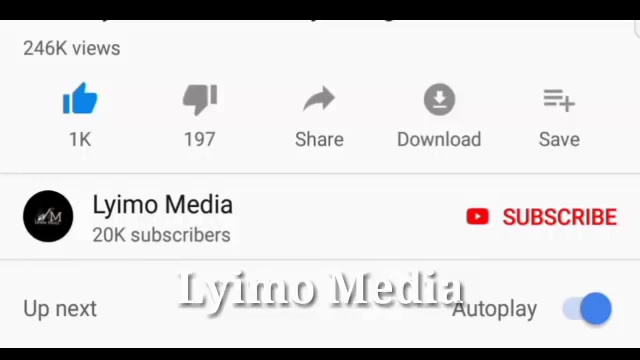 246K views
1K 197 Share Download Save
Lyimo Media
SUBSCRIBE
20K subscribers
Lyimo Media
Up next Autoplay